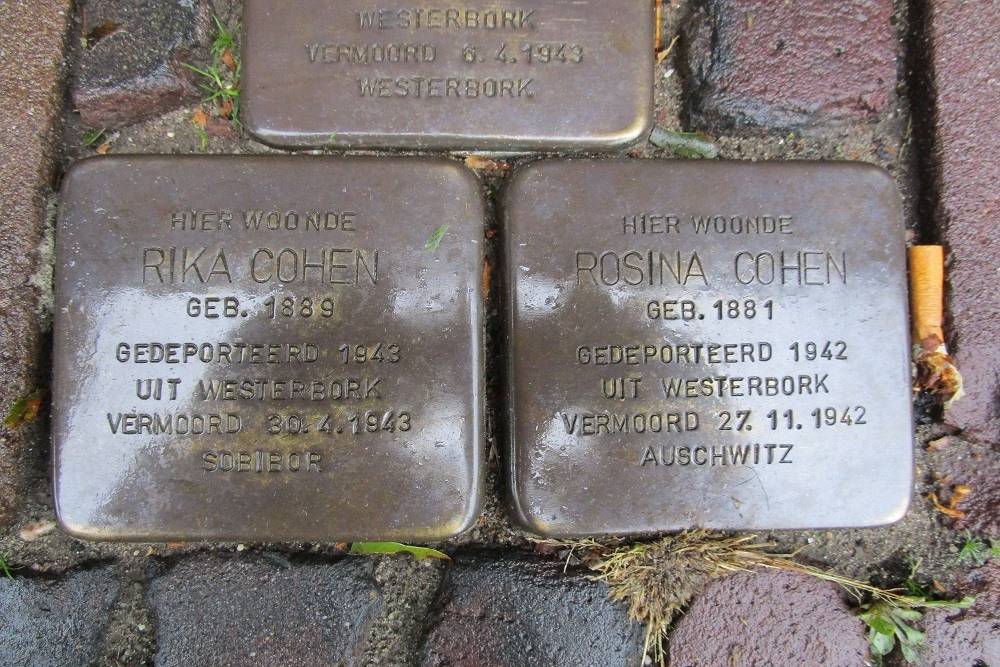 WESTERBORK
VERMOORD 6.4.1943
WESTERBORK
HIER WOONDE
RIKA COHEN
GEB. 1889
GEDEPORTEERD 1943
UIT WESTERBORK
VERMOORD 30.4.1943
SOBIBOR
HIER WOONDE
ROSINA COHEN
GEB. 1881
GEDEPORTEERD 1942
UIT WESTERBORK
VERMOORD 27.11.1942
AUSCHWITZ